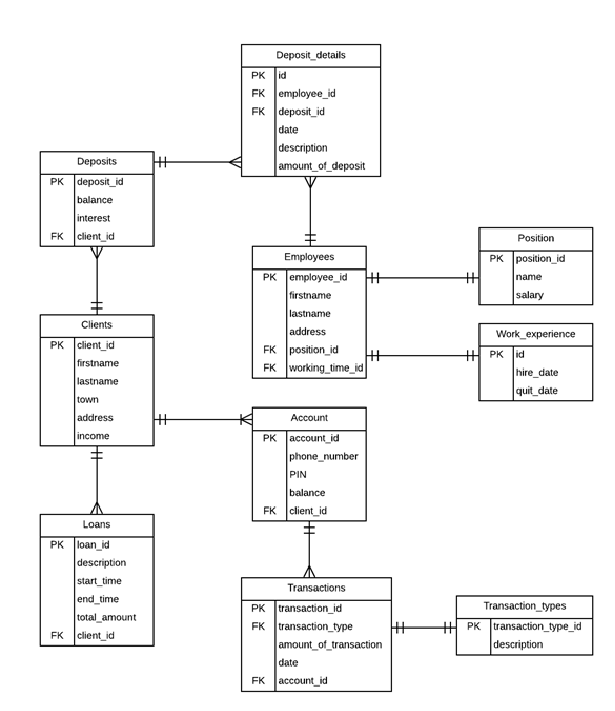 Deposit_details
PK id
FK employee_id
FK deposit_id
date
description
amount_of_deposit
Deposits
PK deposit_id
balance
interest
FK client_id
Employees
PK employee_id
firstname
lastname
address
FK position_id
FK working_time_id
Position
PK position_id
name
salary
Work_experience
PK id
hire_date
quit_date
Clients
PK client_id
firstname
lastname
town
address
income
Account
PK account_id
phone_number
PIN
balance
FK client_id
Loans
PK loan_id
description
start_time
end_time
total_amount
FK client_id
Transactions
PK transaction_id
FK transaction_type
amount_of_transaction
date
FK account_id
Transaction_types
PK transaction_type_id
description